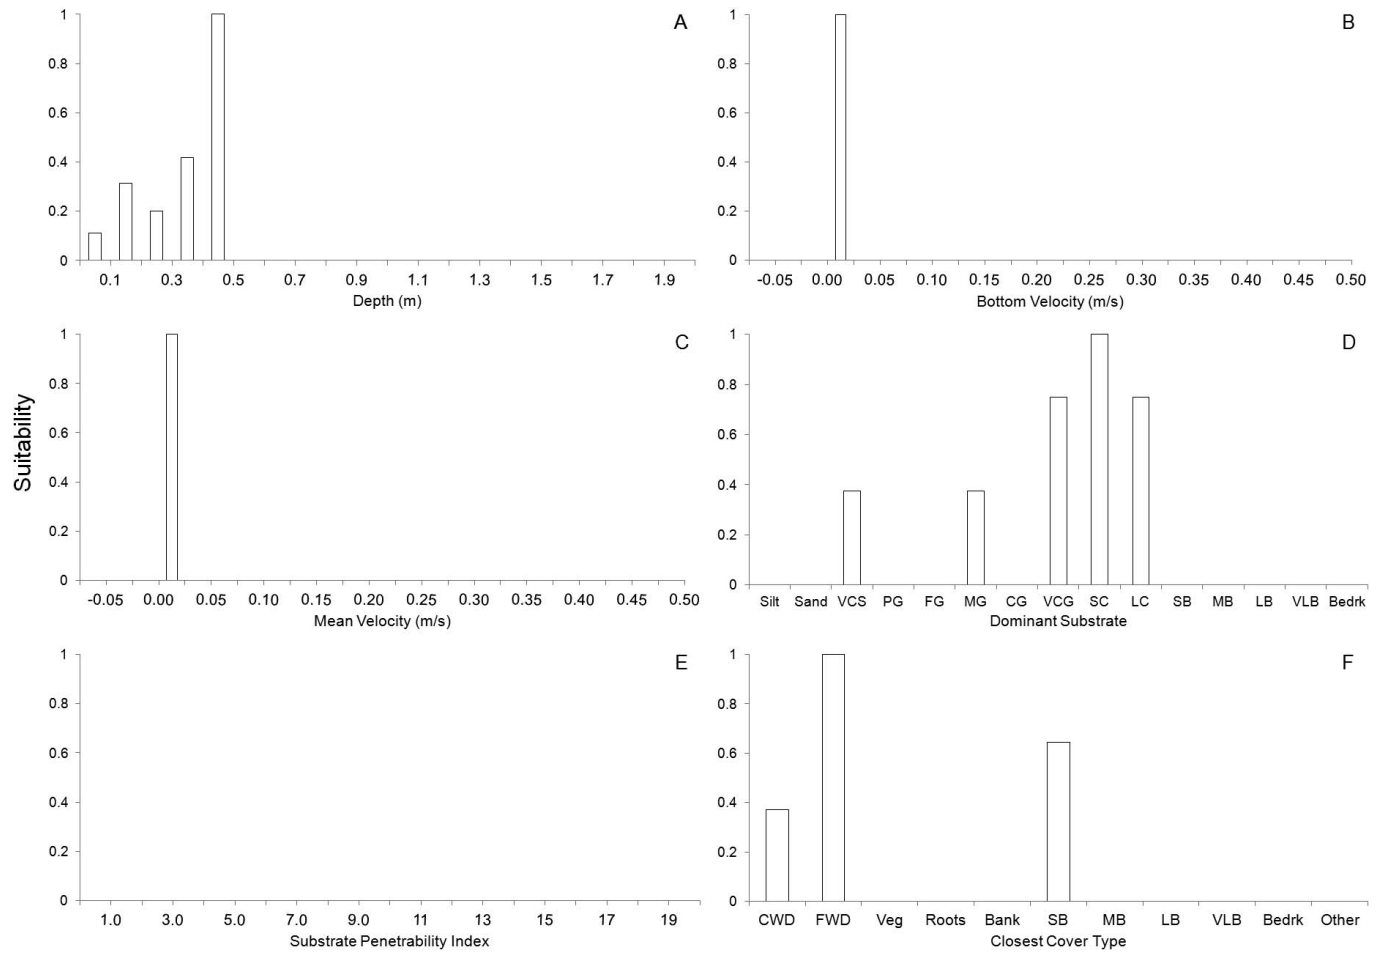 Suitability
A
1
0.8
0.6
0.4
0.2
0
0.1 0.3 0.5 0.7 0.9 1.1 1.3 1.5 1.7 1.9
Depth (m)
B
1
0.8
0.6
0.4
0.2
0
-0.05 0.00 0.05 0.10 0.15 0.20 0.25 0.30 0.35 0.40 0.45 0.50
Bottom Velocity (m/s)
C
1
0.8
0.6
0.4
0.2
0
-0.05 0.00 0.05 0.10 0.15 0.20 0.25 0.30 0.35 0.40 0.45 0.50
Mean Velocity (m/s)
D
1
0.8
0.6
0.4
0.2
0
Silt Sand VCS PG FG MG CG VCG SC LC SB MB LB VLB Bedrk
Dominant Substrate
E
1
0.8
0.6
0.4
0.2
0
1.0 3.0 5.0 7.0 9.0 11 13 15 17 19
Substrate Penetrability Index
F
1
0.8
0.6
0.4
0.2
0
CWD FWD Veg Roots Bank SB MB LB VLB Bedrk Other
Closest Cover Type